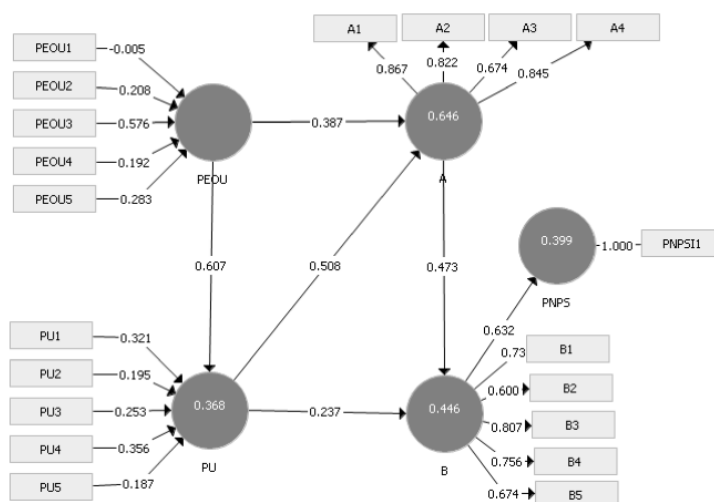 A1
A2
A3
A4
PEOU1
-0.005
0.867
0.822
0.674
0.845
PEOU2
0.208
PEOU3
0.576
0.387
0.646
PEOU4
0.192
PEOU
A
PEOU5
0.283
0.399
1.000
PNPSI1
0.607
0.508
0.473
PNPS
0.632
PU1
0.321
0.73
B1
PU2
0.195
0.600
B2
PU3
0.253
0.368
0.237
0.446
0.807
B3
PU4
0.356
0.756
B4
PU
B
PU5
0.187
0.674
B5